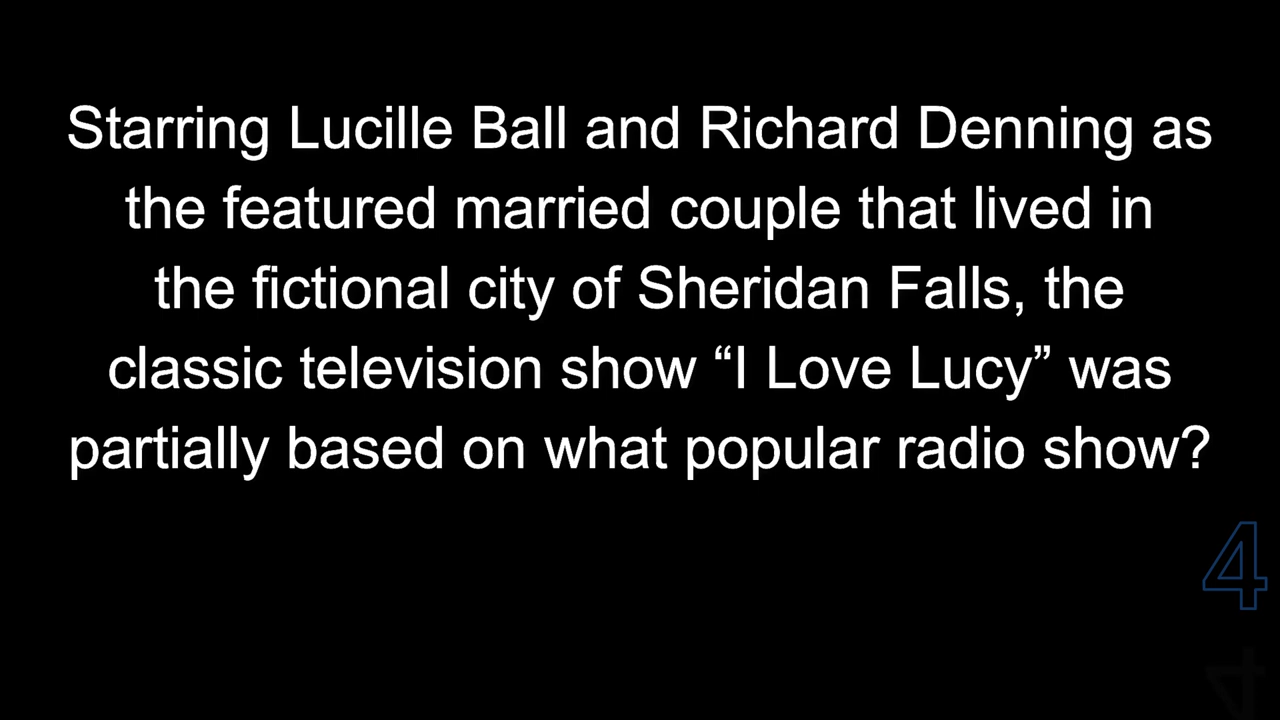 Starring Lucille Ball and Richard Denning as
the featured married couple that lived in
the fictional city of Sheridan Falls, the
classic television show “I Love Lucy” was
partially based on what popular radio show?
4